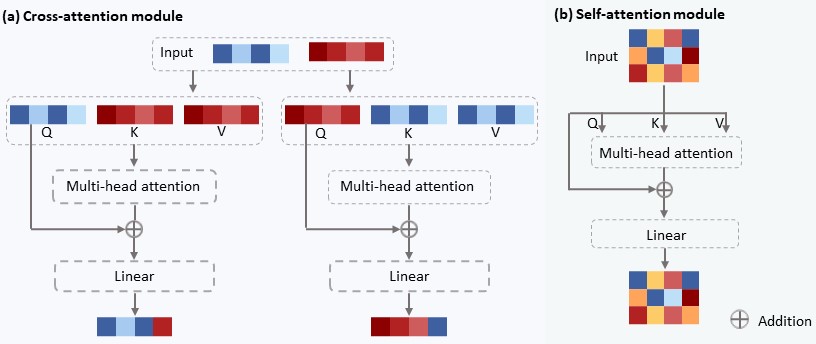 (a) Cross-attention module
Input
Q K V
Multi-head attention
Linear
Q K V
Multi-head attention
Linear
(b) Self-attention module
Input
Q K V
Multi-head attention
Linear
Addition